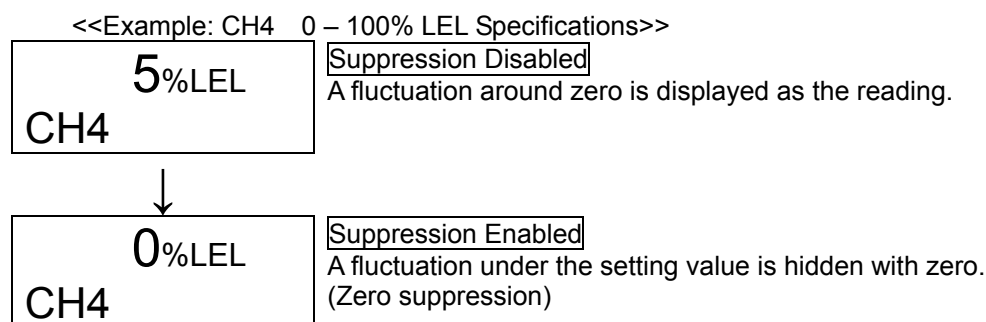 <<Example: CH4 0 – 100% LEL Specifications>>
5%LEL
CH4
Suppression Disabled
A fluctuation around zero is displayed as the reading.
↓
0%LEL
CH4
Suppression Enabled
A fluctuation under the setting value is hidden with zero.
(Zero suppression)